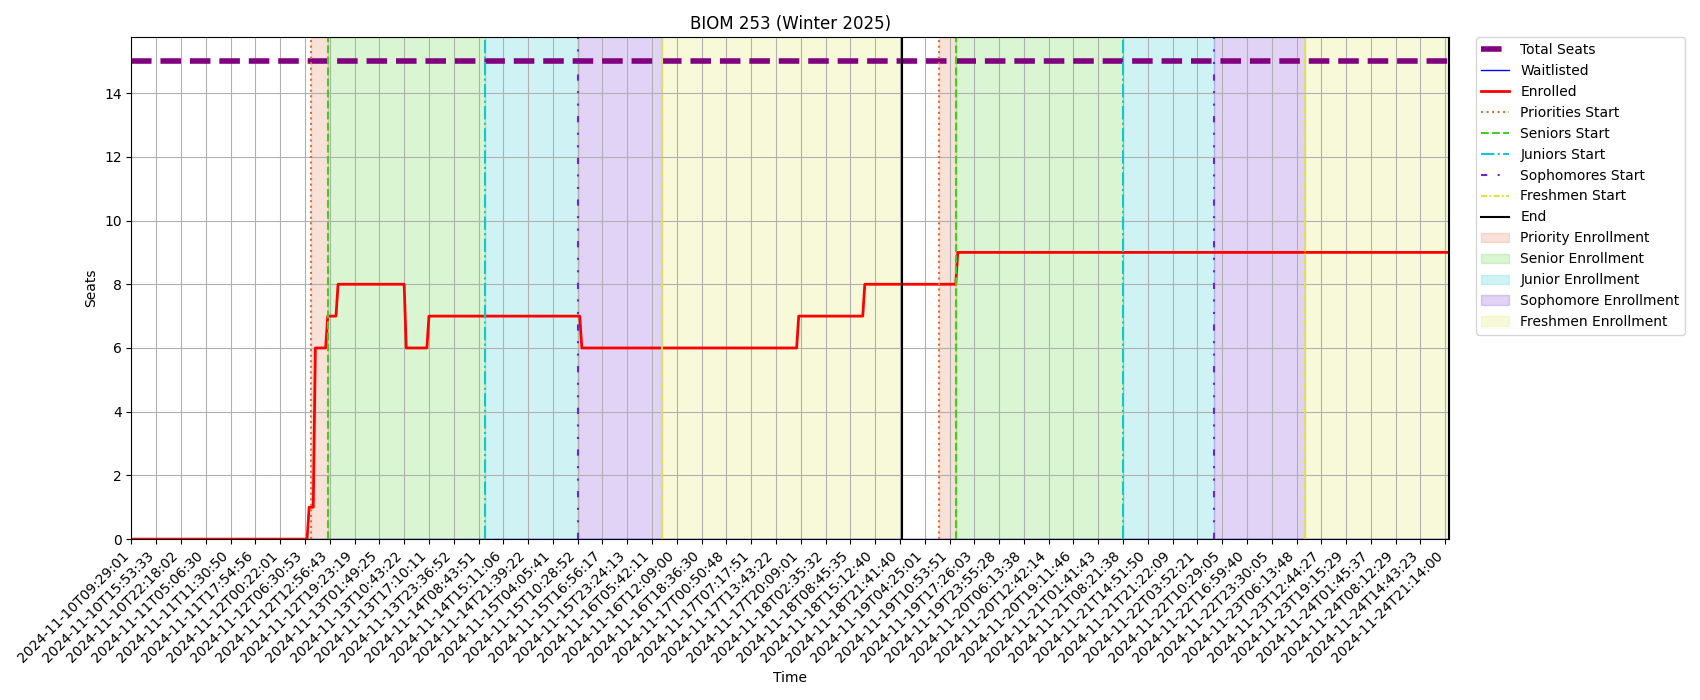 BIOM 253 (Winter 2025)
Seats
14
12
10
8
6
4
2
0
2024-11-10T09:29:01
2024-11-10T15:53:33
2024-11-10T22:18:02
2024-11-11T05:06:30
2024-11-11T11:30:50
2024-11-11T17:54:56
2024-11-12T00:22:01
2024-11-12T06:30:53
2024-11-12T12:56:43
2024-11-12T19:23:19
2024-11-13T01:49:25
2024-11-13T10:43:22
2024-11-13T17:10:11
2024-11-13T23:36:52
2024-11-14T08:43:51
2024-11-14T15:11:06
2024-11-14T21:39:22
2024-11-15T04:05:41
2024-11-15T10:28:52
2024-11-15T16:56:17
2024-11-15T23:24:13
2024-11-16T05:42:11
2024-11-16T12:09:00
2024-11-16T18:36:30
2024-11-17T00:50:48
2024-11-17T07:17:51
2024-11-17T13:43:22
2024-11-17T20:09:01
2024-11-18T02:35:32
2024-11-18T08:45:35
2024-11-18T15:12:40
2024-11-18T21:41:40
2024-11-19T04:25:01
2024-11-19T10:53:51
2024-11-19T17:26:03
2024-11-19T23:55:28
2024-11-20T06:13:38
2024-11-20T12:42:14
2024-11-20T19:11:46
2024-11-21T01:41:43
2024-11-21T08:21:38
2024-11-21T14:51:50
2024-11-21T21:22:09
2024-11-22T03:52:21
2024-11-22T10:29:05
2024-11-22T16:59:40
2024-11-22T23:30:05
2024-11-23T06:13:48
2024-11-23T12:44:27
2024-11-23T19:15:29
2024-11-24T01:45:37
2024-11-24T08:12:29
2024-11-24T14:43:23
2024-11-24T21:14:00
Time
Total Seats
Waitlisted
Enrolled
Priorities Start
Seniors Start
Juniors Start
Sophomores Start
Freshmen Start
End
Priority Enrollment
Senior Enrollment
Junior Enrollment
Sophomore Enrollment
Freshmen Enrollment